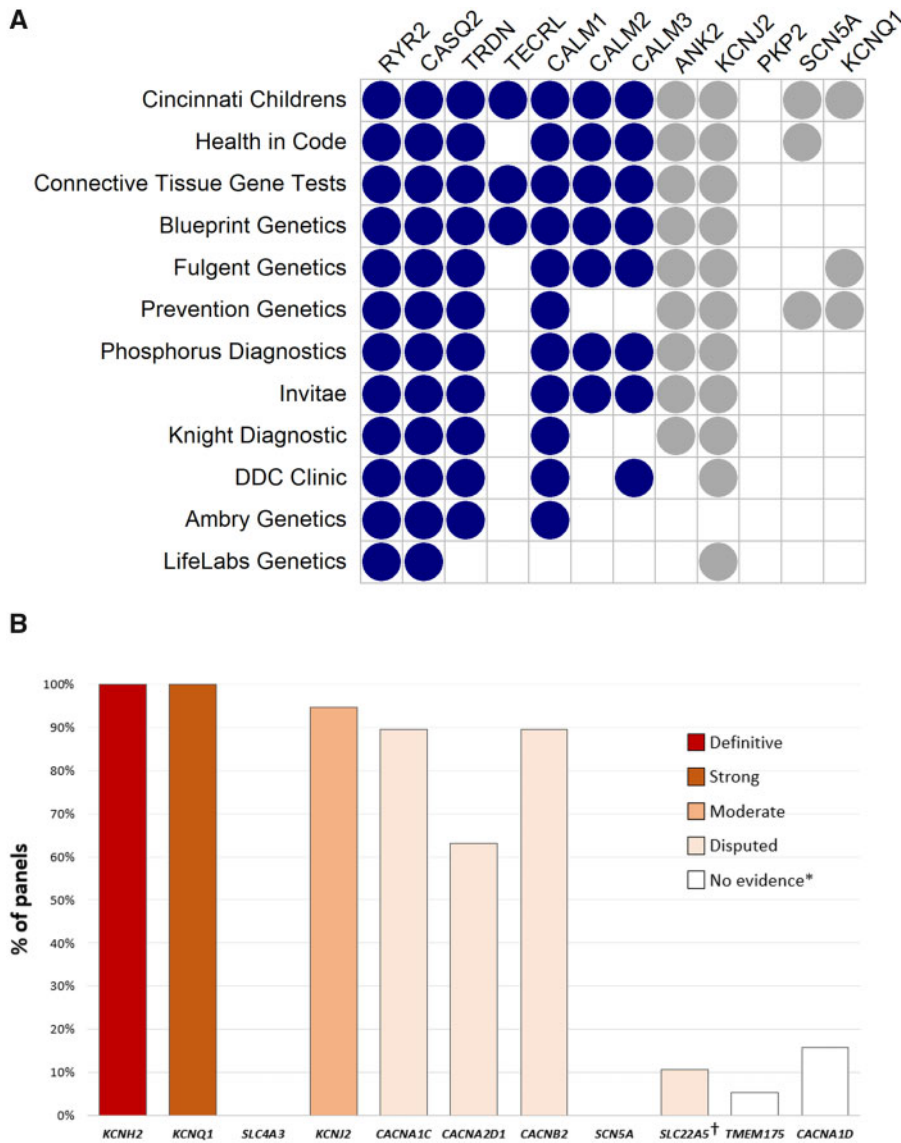 A
RYR2 CASQ2 TRDN TECRL CALM1 CALM2 CALM3 ANK2 KCNJ2 PKP2 SCN5A KCNQ1
Cincinnati Childrens
Health in Code
Connective Tissue Gene Tests
Blueprint Genetics
Fulgent Genetics
Prevention Genetics
Phosphorus Diagnostics
Invitae
Knight Diagnostic
DDC Clinic
Ambry Genetics
LifeLabs Genetics
B
% of panels
100%
90%
80%
70%
60%
50%
40%
30%
20%
10%
0%
Definitive
Strong
Moderate
Disputed
No evidence*
KCNH2 KCNQ1 SLC4A3 KCNJ2 CACNA1C CACNA2D1 CACNB2 SCN5A SLC22A5† TMEM175 CACNA1D